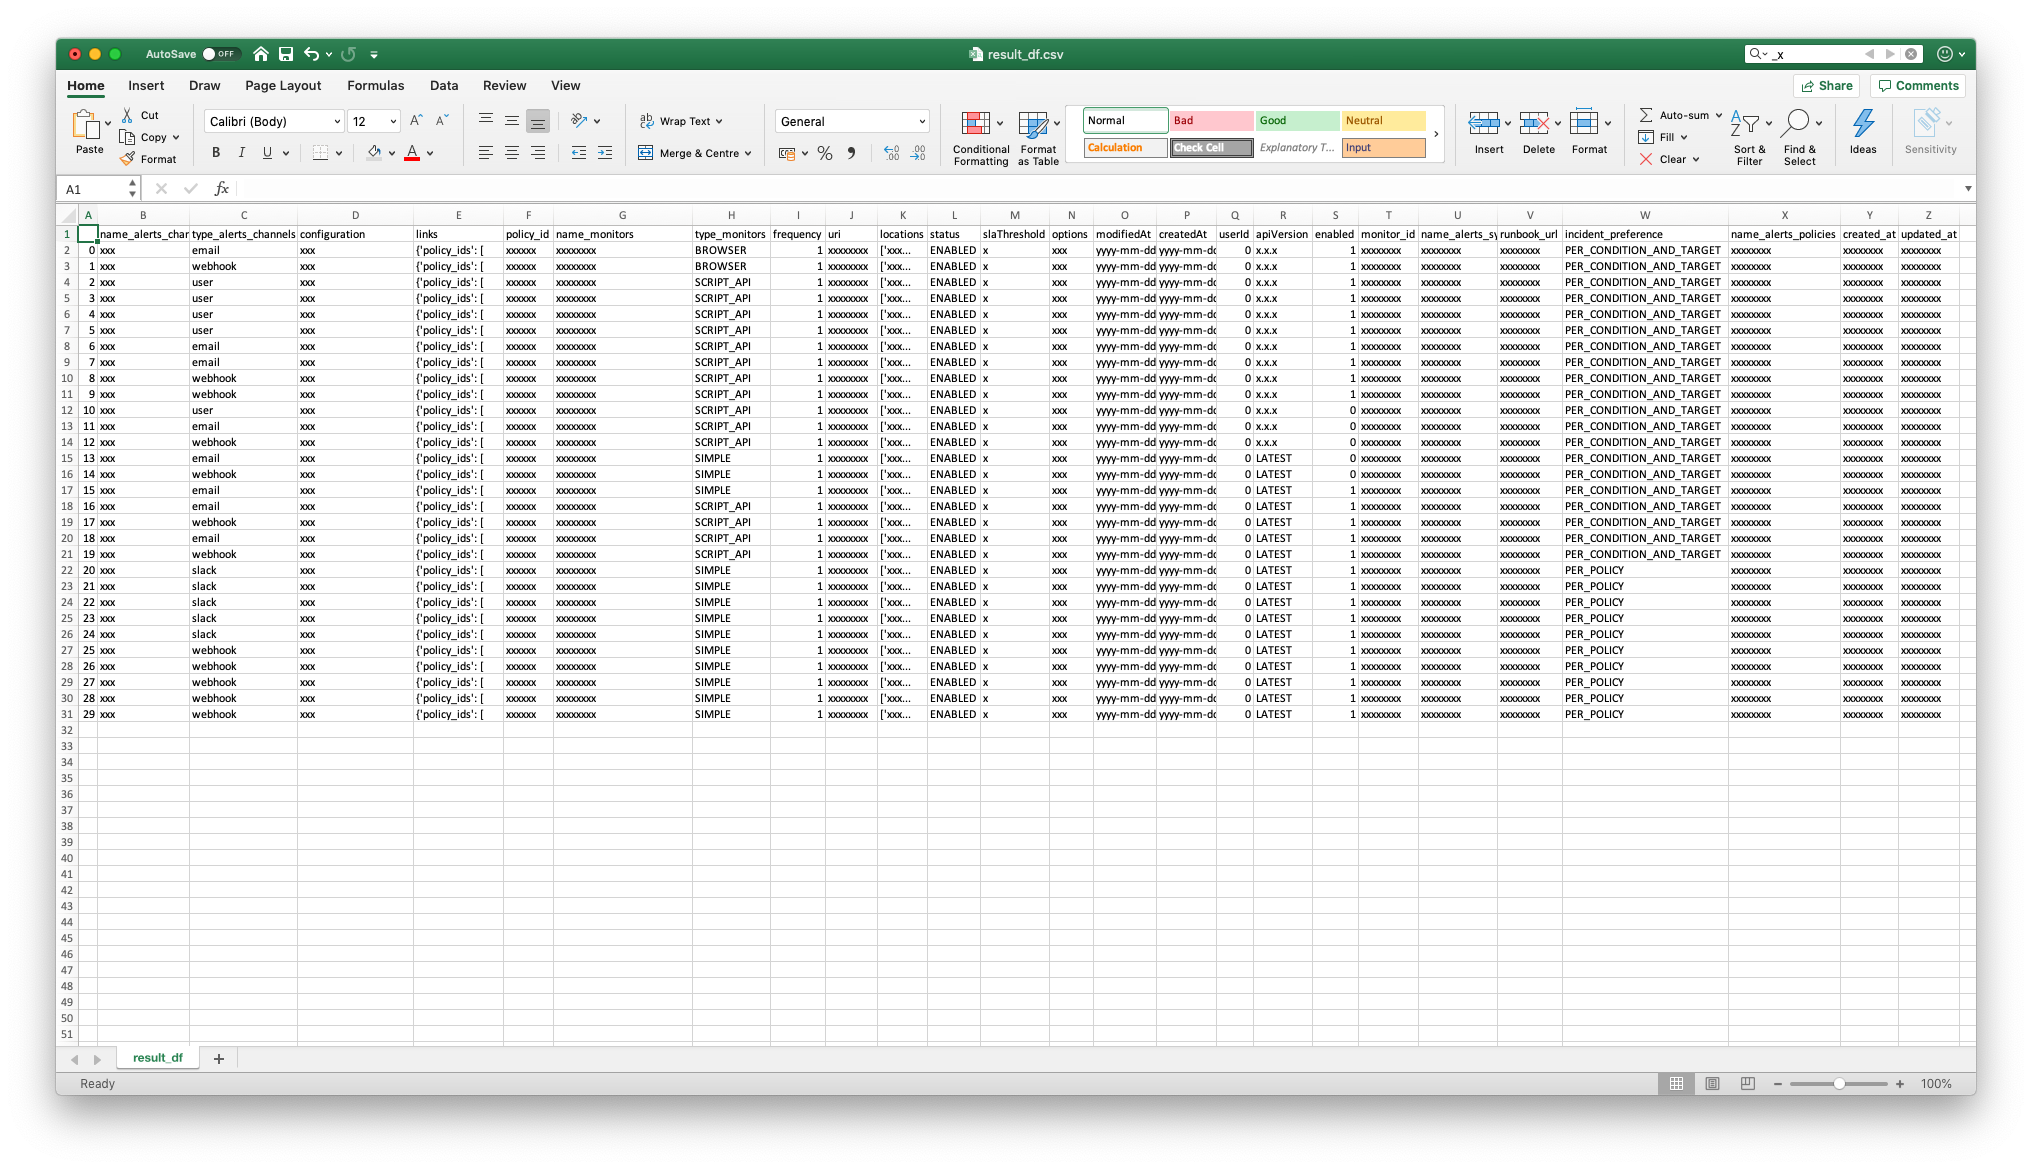 AutoSave OFF result_df.csv _x
Home Insert Draw Page Layout Formulas Data Review View Share Comments
Paste Cut Copy Format
Calibri (Body) 12 A A
B I U A
Wrap Text
Merge & Centre
General
%
Conditional Formatting
Format as Table
Normal Bad Good Neutral
Calculation Check Cell Explanatory T... Input
Insert Delete Format
Auto-sum
Fill
Clear
Sort & Filter
Find & Select
Ideas
Sensitivity
A1 fx
A B C D E F G H I J K L M N O P Q R S T U V W X Y Z
1 name_alerts_char type_alerts_channels configuration links policy_id name_monitors type_monitors frequency uri locations status slaThreshold options modifiedAt createdAt userId apiVersion enabled monitor_id name_alerts_sy runbook_url incident_preference name_alerts_policies created_at updated_at
2 0 xxx email xxx {'policy_ids': [ xxxxxx xxxxxxxx BROWSER 1 xxxxxxxx ['xxx... ENABLED x xxx yyyy-mm-dd yyyy-mm-dc 0 x.x.x 1 xxxxxxxx xxxxxxxx xxxxxxxx PER_CONDITION_AND_TARGET xxxxxxxx xxxxxxxx xxxxxxxx
3 1 xxx webhook xxx {'policy_ids': [ xxxxxx xxxxxxxx BROWSER 1 xxxxxxxx ['xxx... ENABLED x xxx yyyy-mm-dd yyyy-mm-dc 0 x.x.x 1 xxxxxxxx xxxxxxxx xxxxxxxx PER_CONDITION_AND_TARGET xxxxxxxx xxxxxxxx xxxxxxxx
4 2 xxx user xxx {'policy_ids': [ xxxxxx xxxxxxxx SCRIPT_API 1 xxxxxxxx ['xxx... ENABLED x xxx yyyy-mm-dd yyyy-mm-dc 0 x.x.x 1 xxxxxxxx xxxxxxxx xxxxxxxx PER_CONDITION_AND_TARGET xxxxxxxx xxxxxxxx xxxxxxxx
5 3 xxx user xxx {'policy_ids': [ xxxxxx xxxxxxxx SCRIPT_API 1 xxxxxxxx ['xxx... ENABLED x xxx yyyy-mm-dd yyyy-mm-dc 0 x.x.x 1 xxxxxxxx xxxxxxxx xxxxxxxx PER_CONDITION_AND_TARGET xxxxxxxx xxxxxxxx xxxxxxxx
6 4 xxx user xxx {'policy_ids': [ xxxxxx xxxxxxxx SCRIPT_API 1 xxxxxxxx ['xxx... ENABLED x xxx yyyy-mm-dd yyyy-mm-dc 0 x.x.x 1 xxxxxxxx xxxxxxxx xxxxxxxx PER_CONDITION_AND_TARGET xxxxxxxx xxxxxxxx xxxxxxxx
7 5 xxx user xxx {'policy_ids': [ xxxxxx xxxxxxxx SCRIPT_API 1 xxxxxxxx ['xxx... ENABLED x xxx yyyy-mm-dd yyyy-mm-dc 0 x.x.x 1 xxxxxxxx xxxxxxxx xxxxxxxx PER_CONDITION_AND_TARGET xxxxxxxx xxxxxxxx xxxxxxxx
8 6 xxx email xxx {'policy_ids': [ xxxxxx xxxxxxxx SCRIPT_API 1 xxxxxxxx ['xxx... ENABLED x xxx yyyy-mm-dd yyyy-mm-dc 0 x.x.x 1 xxxxxxxx xxxxxxxx xxxxxxxx PER_CONDITION_AND_TARGET xxxxxxxx xxxxxxxx xxxxxxxx
9 7 xxx email xxx {'policy_ids': [ xxxxxx xxxxxxxx SCRIPT_API 1 xxxxxxxx ['xxx... ENABLED x xxx yyyy-mm-dd yyyy-mm-dc 0 x.x.x 1 xxxxxxxx xxxxxxxx xxxxxxxx PER_CONDITION_AND_TARGET xxxxxxxx xxxxxxxx xxxxxxxx
10 8 xxx webhook xxx {'policy_ids': [ xxxxxx xxxxxxxx SCRIPT_API 1 xxxxxxxx ['xxx... ENABLED x xxx yyyy-mm-dd yyyy-mm-dc 0 x.x.x 1 xxxxxxxx xxxxxxxx xxxxxxxx PER_CONDITION_AND_TARGET xxxxxxxx xxxxxxxx xxxxxxxx
11 9 xxx webhook xxx {'policy_ids': [ xxxxxx xxxxxxxx SCRIPT_API 1 xxxxxxxx ['xxx... ENABLED x xxx yyyy-mm-dd yyyy-mm-dc 0 x.x.x 1 xxxxxxxx xxxxxxxx xxxxxxxx PER_CONDITION_AND_TARGET xxxxxxxx xxxxxxxx xxxxxxxx
12 10 xxx user xxx {'policy_ids': [ xxxxxx xxxxxxxx SCRIPT_API 1 xxxxxxxx ['xxx... ENABLED x xxx yyyy-mm-dd yyyy-mm-dc 0 x.x.x 0 xxxxxxxx xxxxxxxx xxxxxxxx PER_CONDITION_AND_TARGET xxxxxxxx xxxxxxxx xxxxxxxx
13 11 xxx email xxx {'policy_ids': [ xxxxxx xxxxxxxx SCRIPT_API 1 xxxxxxxx ['xxx... ENABLED x xxx yyyy-mm-dd yyyy-mm-dc 0 x.x.x 0 xxxxxxxx xxxxxxxx xxxxxxxx PER_CONDITION_AND_TARGET xxxxxxxx xxxxxxxx xxxxxxxx
14 12 xxx webhook xxx {'policy_ids': [ xxxxxx xxxxxxxx SCRIPT_API 1 xxxxxxxx ['xxx... ENABLED x xxx yyyy-mm-dd yyyy-mm-dc 0 x.x.x 0 xxxxxxxx xxxxxxxx xxxxxxxx PER_CONDITION_AND_TARGET xxxxxxxx xxxxxxxx xxxxxxxx
15 13 xxx email xxx {'policy_ids': [ xxxxxx xxxxxxxx SIMPLE 1 xxxxxxxx ['xxx... ENABLED x xxx yyyy-mm-dd yyyy-mm-dc 0 LATEST 0 xxxxxxxx xxxxxxxx xxxxxxxx PER_CONDITION_AND_TARGET xxxxxxxx xxxxxxxx xxxxxxxx
16 14 xxx webhook xxx {'policy_ids': [ xxxxxx xxxxxxxx SIMPLE 1 xxxxxxxx ['xxx... ENABLED x xxx yyyy-mm-dd yyyy-mm-dc 0 LATEST 0 xxxxxxxx xxxxxxxx xxxxxxxx PER_CONDITION_AND_TARGET xxxxxxxx xxxxxxxx xxxxxxxx
17 15 xxx email xxx {'policy_ids': [ xxxxxx xxxxxxxx SIMPLE 1 xxxxxxxx ['xxx... ENABLED x xxx yyyy-mm-dd yyyy-mm-dc 0 LATEST 1 xxxxxxxx xxxxxxxx xxxxxxxx PER_CONDITION_AND_TARGET xxxxxxxx xxxxxxxx xxxxxxxx
18 16 xxx email xxx {'policy_ids': [ xxxxxx xxxxxxxx SCRIPT_API 1 xxxxxxxx ['xxx... ENABLED x xxx yyyy-mm-dd yyyy-mm-dc 0 LATEST 1 xxxxxxxx xxxxxxxx xxxxxxxx PER_CONDITION_AND_TARGET xxxxxxxx xxxxxxxx xxxxxxxx
19 17 xxx webhook xxx {'policy_ids': [ xxxxxx xxxxxxxx SCRIPT_API 1 xxxxxxxx ['xxx... ENABLED x xxx yyyy-mm-dd yyyy-mm-dc 0 LATEST 1 xxxxxxxx xxxxxxxx xxxxxxxx PER_CONDITION_AND_TARGET xxxxxxxx xxxxxxxx xxxxxxxx
20 18 xxx email xxx {'policy_ids': [ xxxxxx xxxxxxxx SCRIPT_API 1 xxxxxxxx ['xxx... ENABLED x xxx yyyy-mm-dd yyyy-mm-dc 0 LATEST 1 xxxxxxxx xxxxxxxx xxxxxxxx PER_CONDITION_AND_TARGET xxxxxxxx xxxxxxxx xxxxxxxx
21 19 xxx webhook xxx {'policy_ids': [ xxxxxx xxxxxxxx SCRIPT_API 1 xxxxxxxx ['xxx... ENABLED x xxx yyyy-mm-dd yyyy-mm-dc 0 LATEST 1 xxxxxxxx xxxxxxxx xxxxxxxx PER_CONDITION_AND_TARGET xxxxxxxx xxxxxxxx xxxxxxxx
22 20 xxx slack xxx {'policy_ids': [ xxxxxx xxxxxxxx SIMPLE 1 xxxxxxxx ['xxx... ENABLED x xxx yyyy-mm-dd yyyy-mm-dc 0 LATEST 1 xxxxxxxx xxxxxxxx xxxxxxxx PER_POLICY xxxxxxxx xxxxxxxx xxxxxxxx
23 21 xxx slack xxx {'policy_ids': [ xxxxxx xxxxxxxx SIMPLE 1 xxxxxxxx ['xxx... ENABLED x xxx yyyy-mm-dd yyyy-mm-dc 0 LATEST 1 xxxxxxxx xxxxxxxx xxxxxxxx PER_POLICY xxxxxxxx xxxxxxxx xxxxxxxx
24 22 xxx slack xxx {'policy_ids': [ xxxxxx xxxxxxxx SIMPLE 1 xxxxxxxx ['xxx... ENABLED x xxx yyyy-mm-dd yyyy-mm-dc 0 LATEST 1 xxxxxxxx xxxxxxxx xxxxxxxx PER_POLICY xxxxxxxx xxxxxxxx xxxxxxxx
25 23 xxx slack xxx {'policy_ids': [ xxxxxx xxxxxxxx SIMPLE 1 xxxxxxxx ['xxx... ENABLED x xxx yyyy-mm-dd yyyy-mm-dc 0 LATEST 1 xxxxxxxx xxxxxxxx xxxxxxxx PER_POLICY xxxxxxxx xxxxxxxx xxxxxxxx
26 24 xxx slack xxx {'policy_ids': [ xxxxxx xxxxxxxx SIMPLE 1 xxxxxxxx ['xxx... ENABLED x xxx yyyy-mm-dd yyyy-mm-dc 0 LATEST 1 xxxxxxxx xxxxxxxx xxxxxxxx PER_POLICY xxxxxxxx xxxxxxxx xxxxxxxx
27 25 xxx webhook xxx {'policy_ids': [ xxxxxx xxxxxxxx SIMPLE 1 xxxxxxxx ['xxx... ENABLED x xxx yyyy-mm-dd yyyy-mm-dc 0 LATEST 1 xxxxxxxx xxxxxxxx xxxxxxxx PER_POLICY xxxxxxxx xxxxxxxx xxxxxxxx
28 26 xxx webhook xxx {'policy_ids': [ xxxxxx xxxxxxxx SIMPLE 1 xxxxxxxx ['xxx... ENABLED x xxx yyyy-mm-dd yyyy-mm-dc 0 LATEST 1 xxxxxxxx xxxxxxxx xxxxxxxx PER_POLICY xxxxxxxx xxxxxxxx xxxxxxxx
29 27 xxx webhook xxx {'policy_ids': [ xxxxxx xxxxxxxx SIMPLE 1 xxxxxxxx ['xxx... ENABLED x xxx yyyy-mm-dd yyyy-mm-dc 0 LATEST 1 xxxxxxxx xxxxxxxx xxxxxxxx PER_POLICY xxxxxxxx xxxxxxxx xxxxxxxx
30 28 xxx webhook xxx {'policy_ids': [ xxxxxx xxxxxxxx SIMPLE 1 xxxxxxxx ['xxx... ENABLED x xxx yyyy-mm-dd yyyy-mm-dc 0 LATEST 1 xxxxxxxx xxxxxxxx xxxxxxxx PER_POLICY xxxxxxxx xxxxxxxx xxxxxxxx
31 29 xxx webhook xxx {'policy_ids': [ xxxxxx xxxxxxxx SIMPLE 1 xxxxxxxx ['xxx... ENABLED x xxx yyyy-mm-dd yyyy-mm-dc 0 LATEST 1 xxxxxxxx xxxxxxxx xxxxxxxx PER_POLICY xxxxxxxx xxxxxxxx xxxxxxxx
32
33
34
35
36
37
38
39
40
41
42
43
44
45
46
47
48
49
50
51
result_df +
Ready 100%